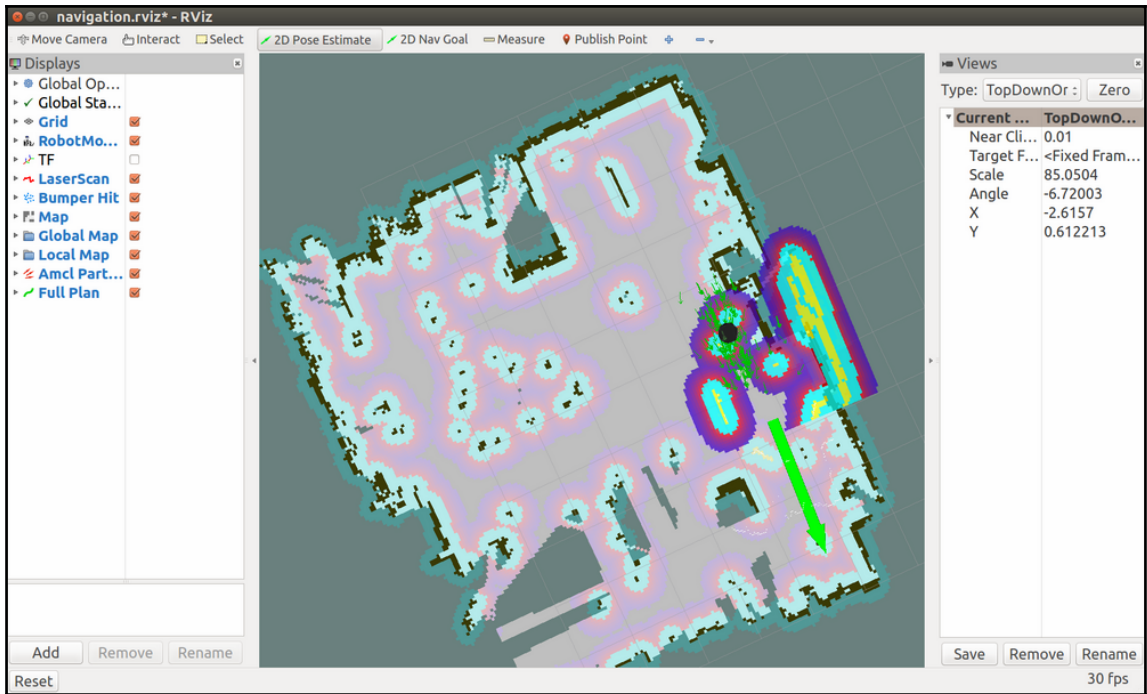 navigation.rviz* - RViz
Move Camera Interact Select 2D Pose Estimate 2D Nav Goal Measure Publish Point
Displays
Global Op...
Global Sta...
Grid
RobotMo...
TF
LaserScan
Bumper Hit
Map
Global Map
Local Map
Amcl Part...
Full Plan
Add Remove Rename
Reset
Views
Type: TopDownOr Zero
Current ... TopDownO...
Near Cli... 0.01
Target F... <Fixed Fram...
Scale 85.0504
Angle -6.72003
X -2.6157
Y 0.612213
Save Remove Rename
30 fps